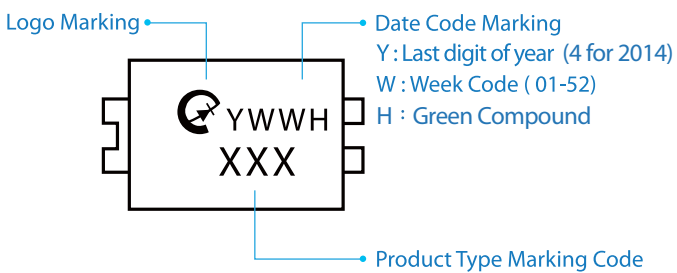 Logo Marking
Date Code Marking
Y : Last digit of year (4 for 2014)
W : Week Code ( 01-52)
H : Green Compound
YWWH
XXX
Product Type Marking Code